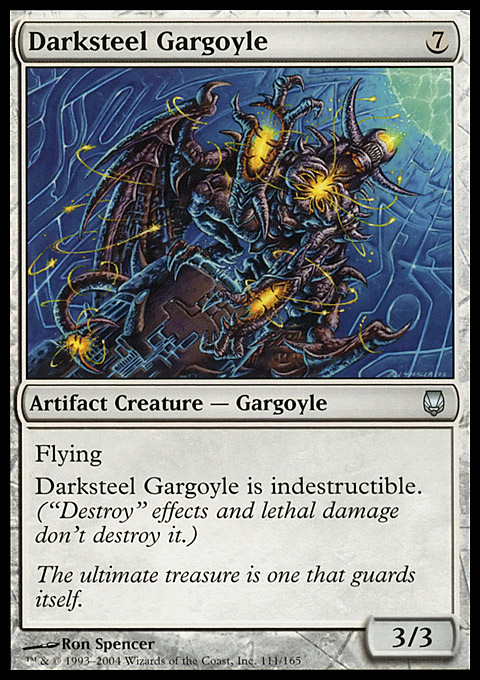 Darksteel Gargoyle 7
Artifact Creature — Gargoyle
Flying
Darksteel Gargoyle is indestructible.
(“Destroy” effects and lethal damage
don’t destroy it.)
The ultimate treasure is one that guards
itself.
Ron Spencer
3/3
™ & © 1993–2004 Wizards of the Coast, Inc. 111/165